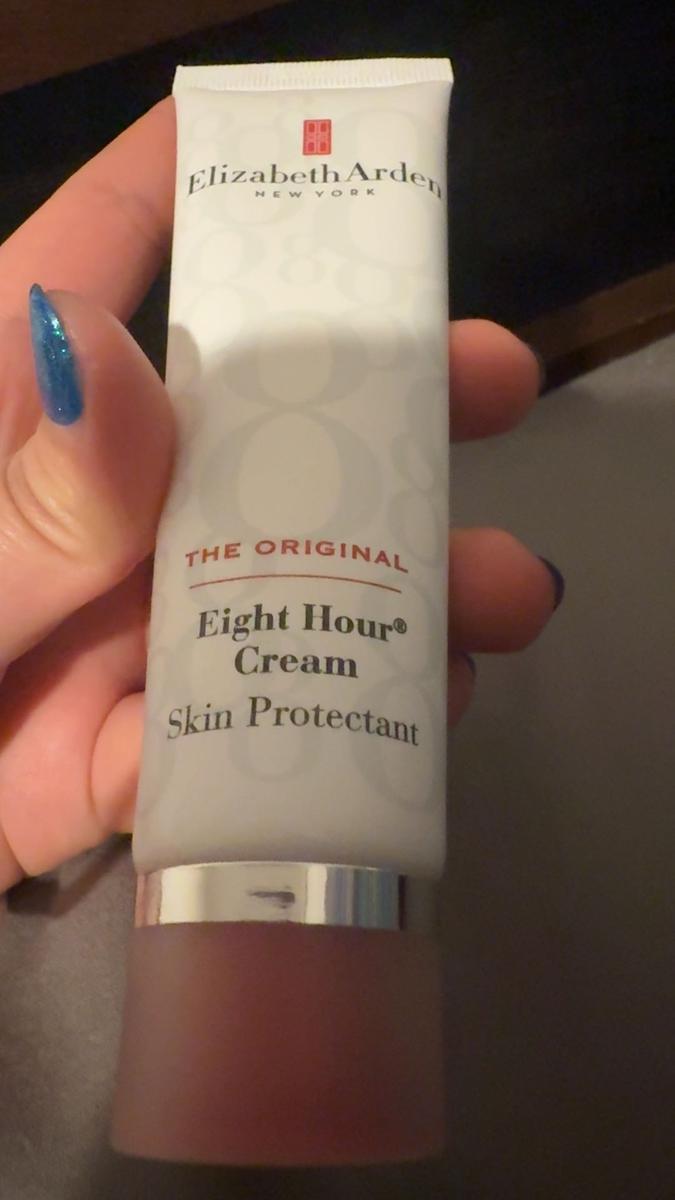 Elizabeth Arden
NEW YORK
THE ORIGINAL
Eight Hour®
Cream
Skin Protectant